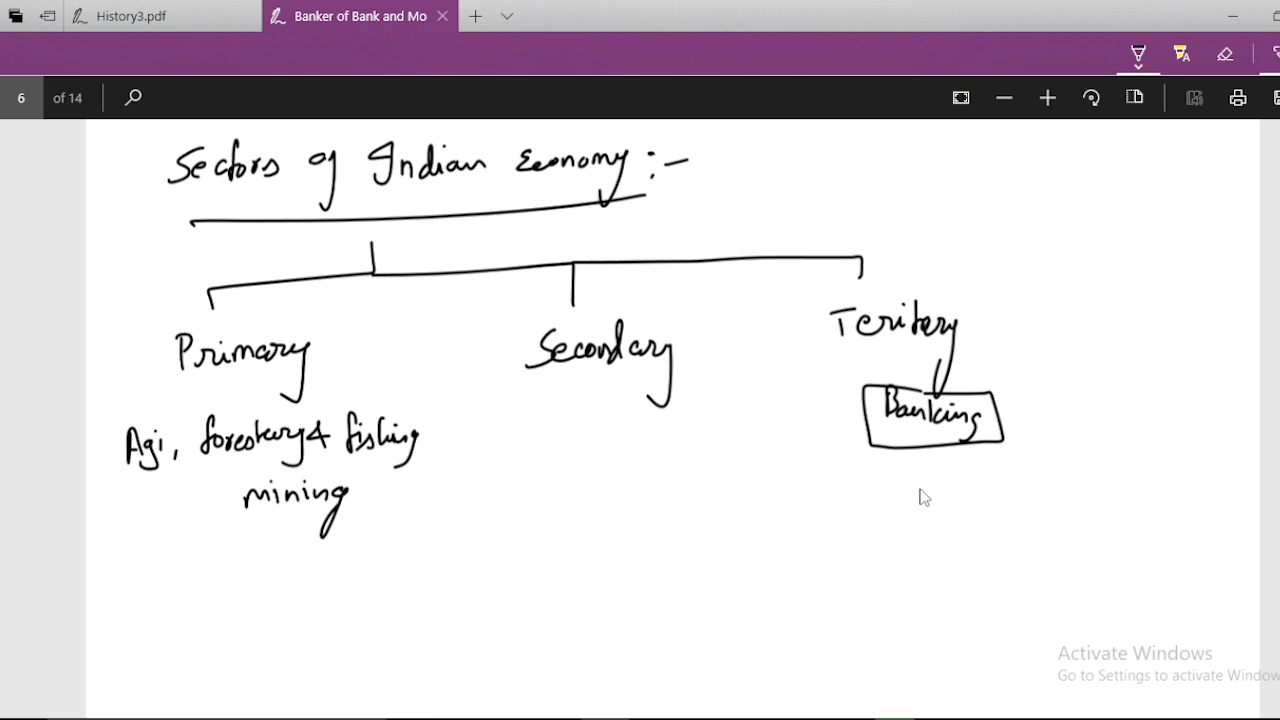 History3.pdf
Banker of Bank and Mo
6 of 14
Sectors of Indian Economy :-
Primary Secondary Teritery
Banking
Agi, forestery & fishing
mining
Activate Windows
Go to Settings to activate Window